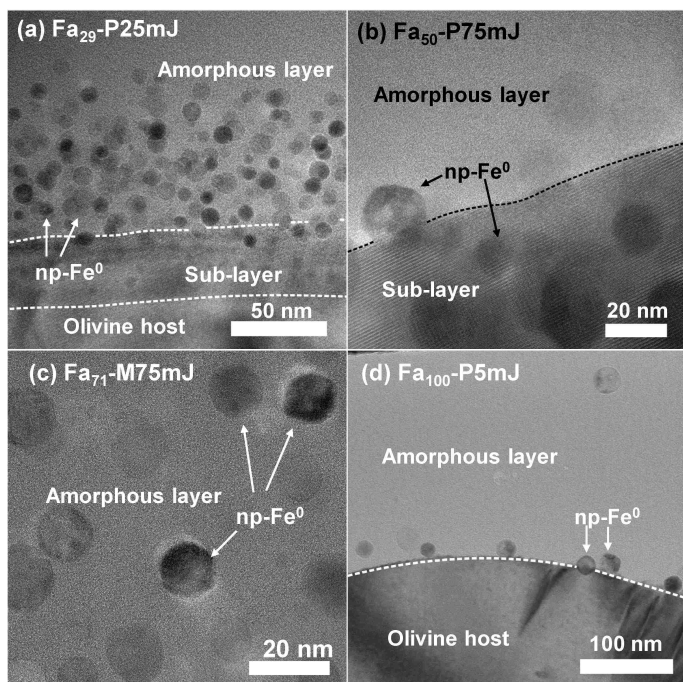 (a) Fa₂₉-P25mJ
Amorphous layer
np-Fe⁰
Sub-layer
Olivine host
50 nm
(b) Fa₅₀-P75mJ
Amorphous layer
np-Fe⁰
Sub-layer
20 nm
(c) Fa₇₁-M75mJ
Amorphous layer
np-Fe⁰
20 nm
(d) Fa₁₀₀-P5mJ
Amorphous layer
np-Fe⁰
Olivine host
100 nm